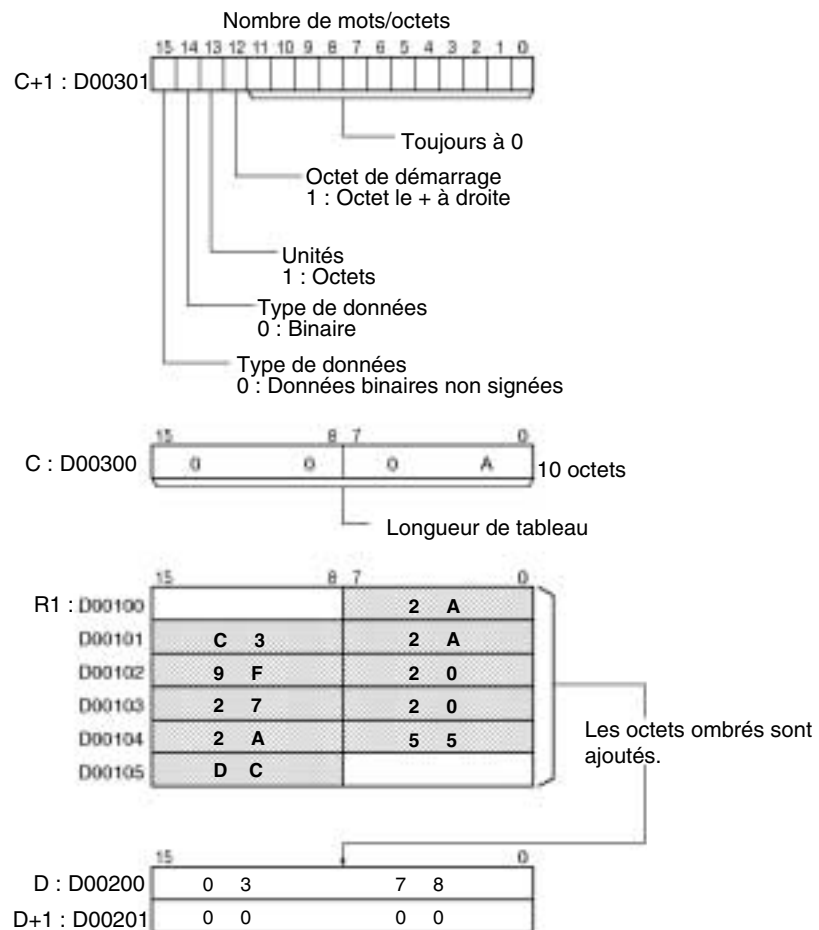 Nombre de mots/octets
15 14 13 12 11 10 9 8 7 6 5 4 3 2 1 0
C+1 : D00301
Toujours à 0
Octet de démarrage
1 : Octet le + à droite
Unités
1 : Octets
Type de données
0 : Binaire
Type de données
0 : Données binaires non signées
15 8 7 0
C : D00300 0 0 0 A 10 octets
Longueur de tableau
15 8 7 0
R1 : D00100 2 A
D00101 C 3 2 A
D00102 9 F 2 0
D00103 2 7 2 0
D00104 2 A 5 5
D00105 D C
Les octets ombrés sont
ajoutés.
15 0
D : D00200 0 3 7 8
D+1 : D00201 0 0 0 0